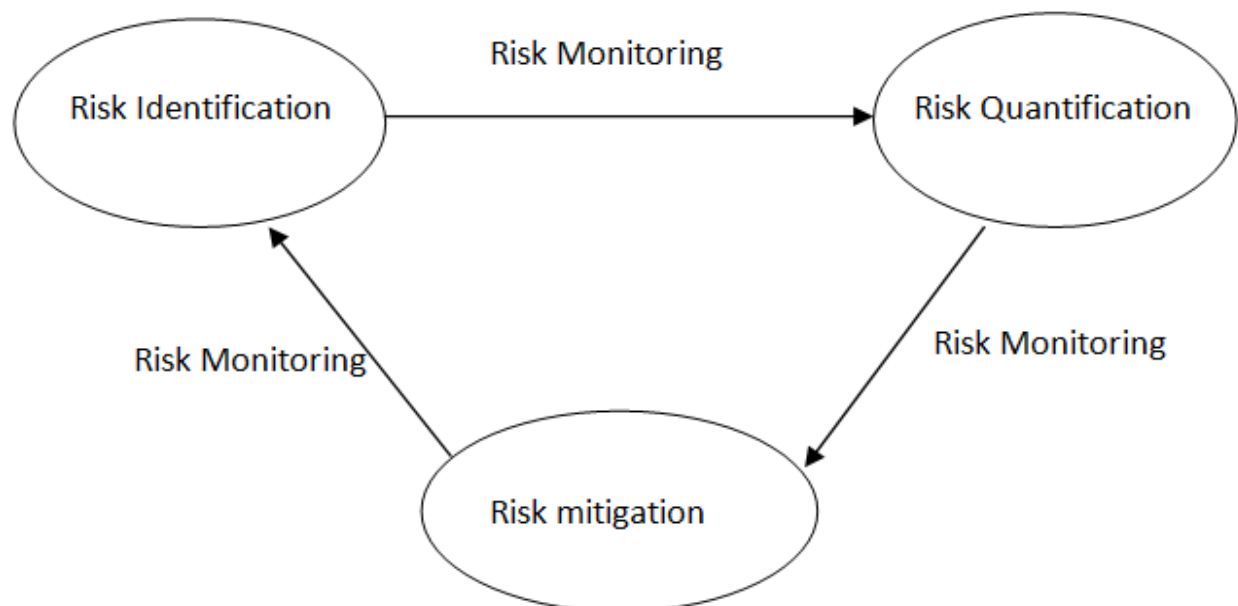 Risk Monitoring
Risk Identification
Risk Quantification
Risk Monitoring
Risk Monitoring
Risk mitigation